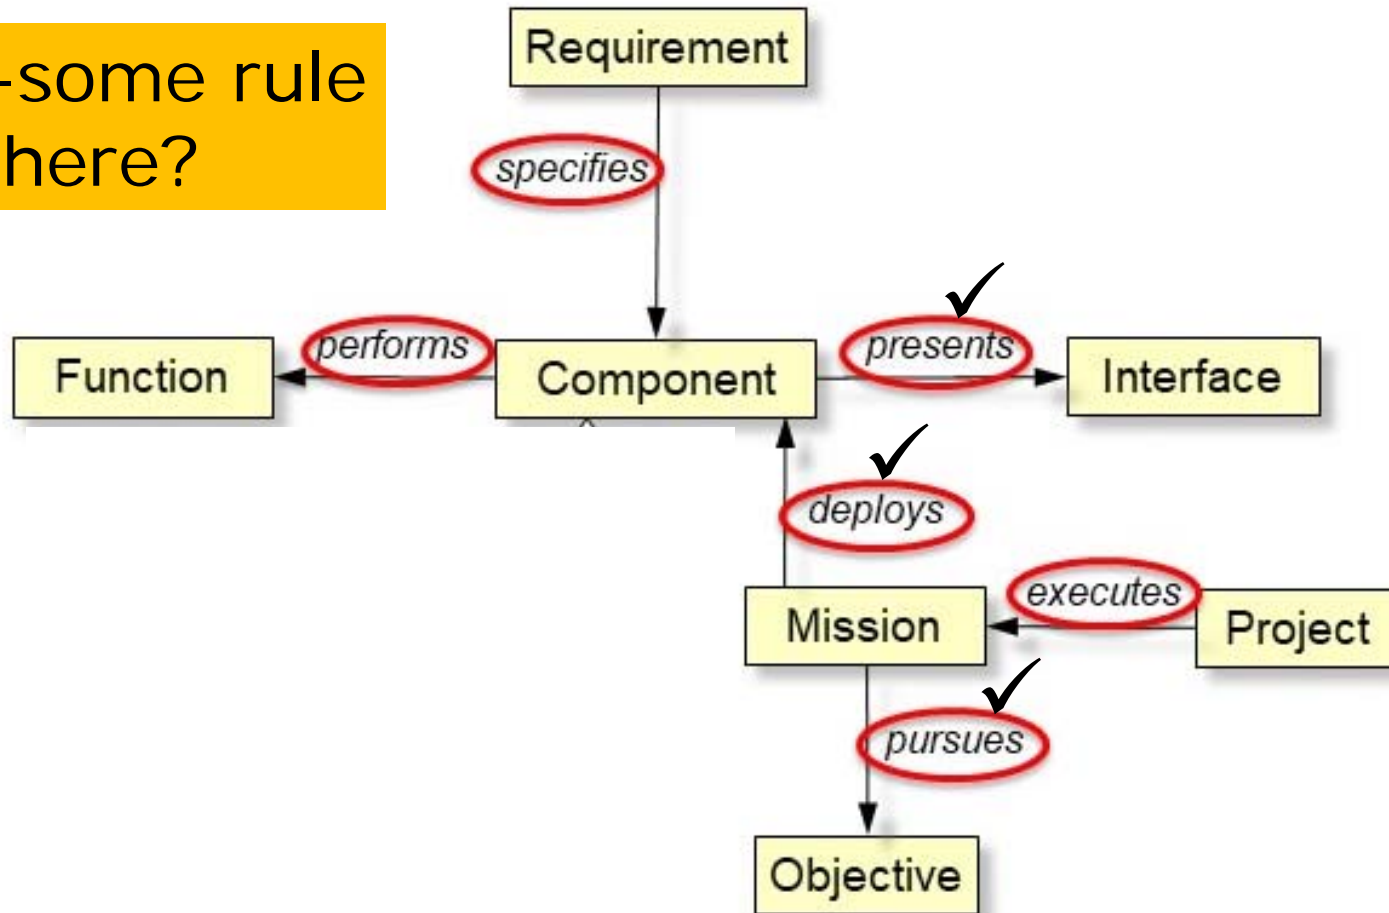 -some rule
here?
Requirement
specifies
performs
presents
Function
Component
Interface
deploys
executes
Mission
Project
pursues
Objective